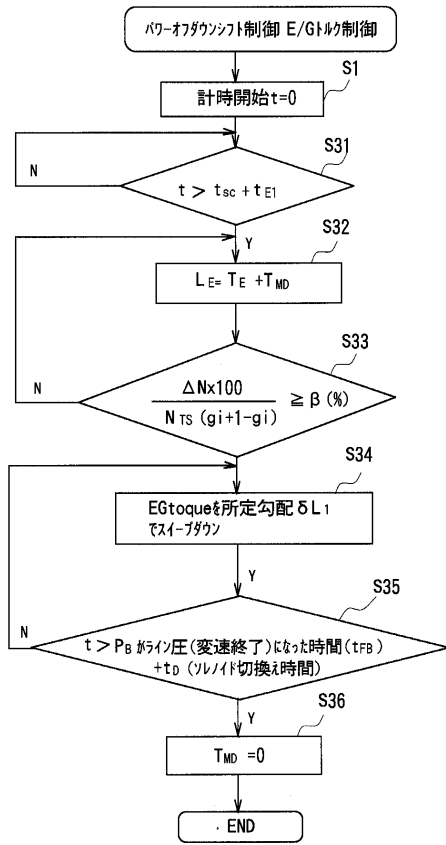 パワーオフダウンシフト制御 E/Gトルク制御
S1
計時開始t=0
S31
N
t > tsc + tE1
Y
S32
LE= TE +TMD
S33
N
ΔN×100
NTS (gi+1-gi)
≧ β (%)
S34
EGtoqueを所定勾配 δL1
でスイープダウン
Y
S35
N
t > PB がライン圧(変速終了)になった時間(tFB)
+tD (ソレノイド切換え時間)
Y
S36
TMD =0
END